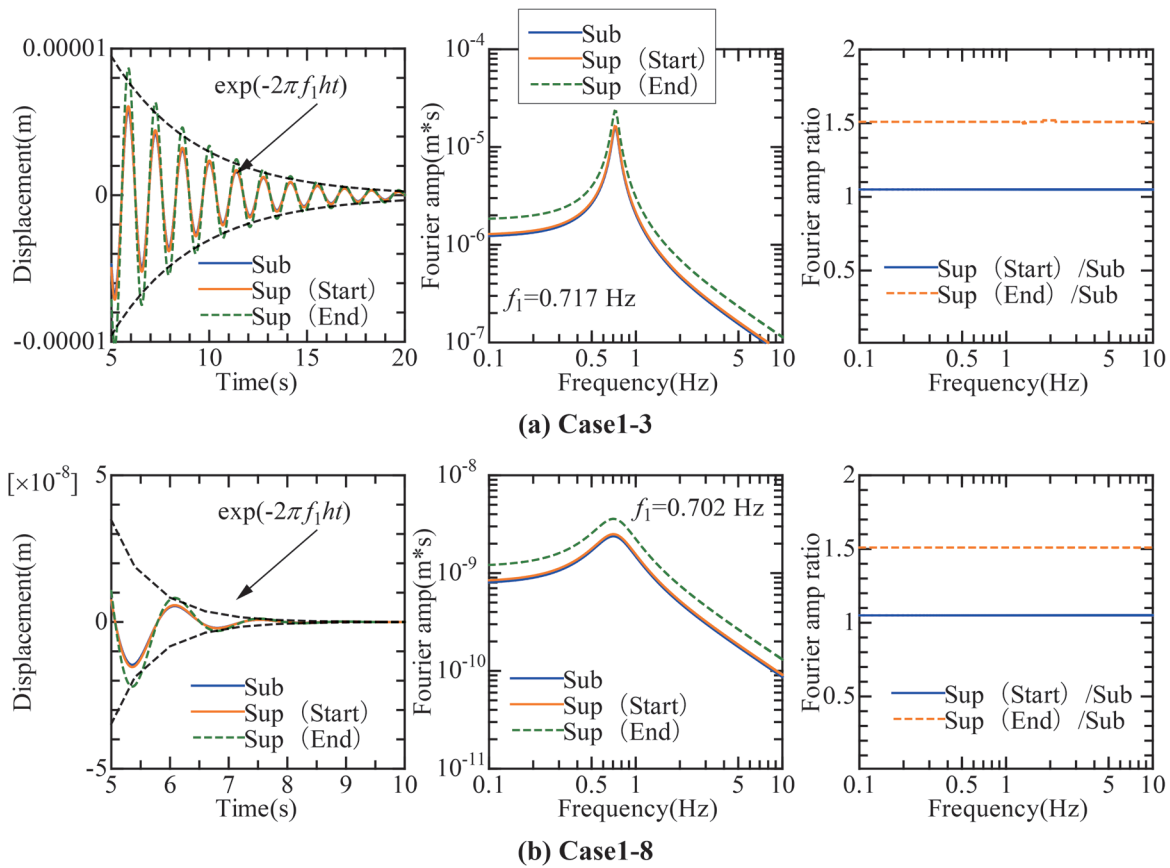 Sub
Sup （Start）
Sup （End）
0.00001
0
-0.00001
Displacement(m)
exp(-2πf₁ht)
Sub
Sup （Start）
Sup （End）
5
10
15
20
Time(s)
10⁻⁴
10⁻⁵
10⁻⁶
10⁻⁷
Fourier amp(m*s)
f₁=0.717 Hz
0.1
0.5
1
5
10
Frequency(Hz)
2
1.5
1
0.5
0
Fourier amp ratio
Sup （Start）/Sub
Sup （End）/Sub
0.1
0.5
1
5
10
Frequency(Hz)
(a) Case1-3
[×10⁻⁸]
5
0
-5
Displacement(m)
exp(-2πf₁ht)
Sub
Sup （Start）
Sup （End）
5
6
7
8
9
10
Time(s)
10⁻⁸
10⁻⁹
10⁻¹⁰
10⁻¹¹
Fourier amp(m*s)
f₁=0.702 Hz
Sub
Sup （Start）
Sup （End）
0.1
0.5
1
5
10
Frequency(Hz)
2
1.5
1
0.5
0
Fourier amp ratio
Sup （Start）/Sub
Sup （End）/Sub
0.1
0.5
1
5
10
Frequency(Hz)
(b) Case1-8